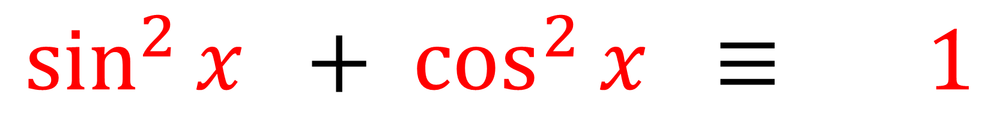 sin² x + cos² x ≡ 1